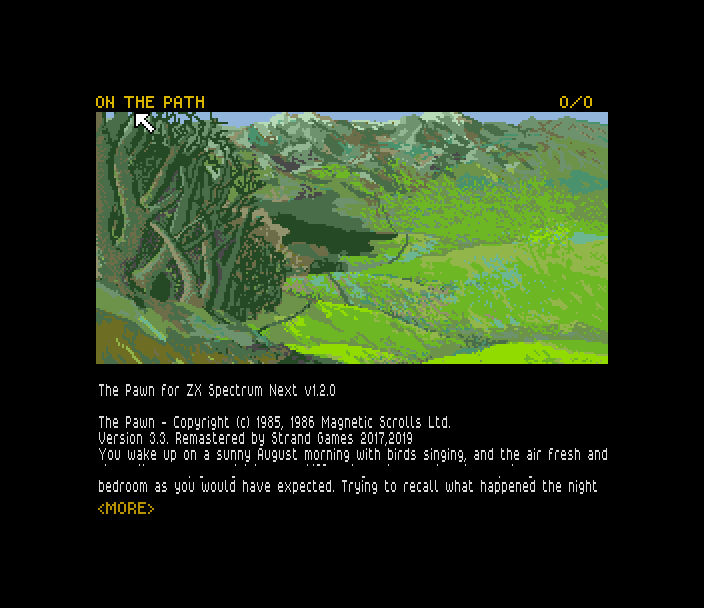 ON THE PATH 0/0
The Pawn for ZX Spectrum Next v1.2.0
The Pawn - Copyright (c) 1985, 1986 Magnetic Scrolls Ltd.
Version 3.3. Remastered by Strand Games 2017,2019
You wake up on a sunny August morning with birds singing, and the air fresh and
bedroom as you would have expected. Trying to recall what happened the night
<MORE>